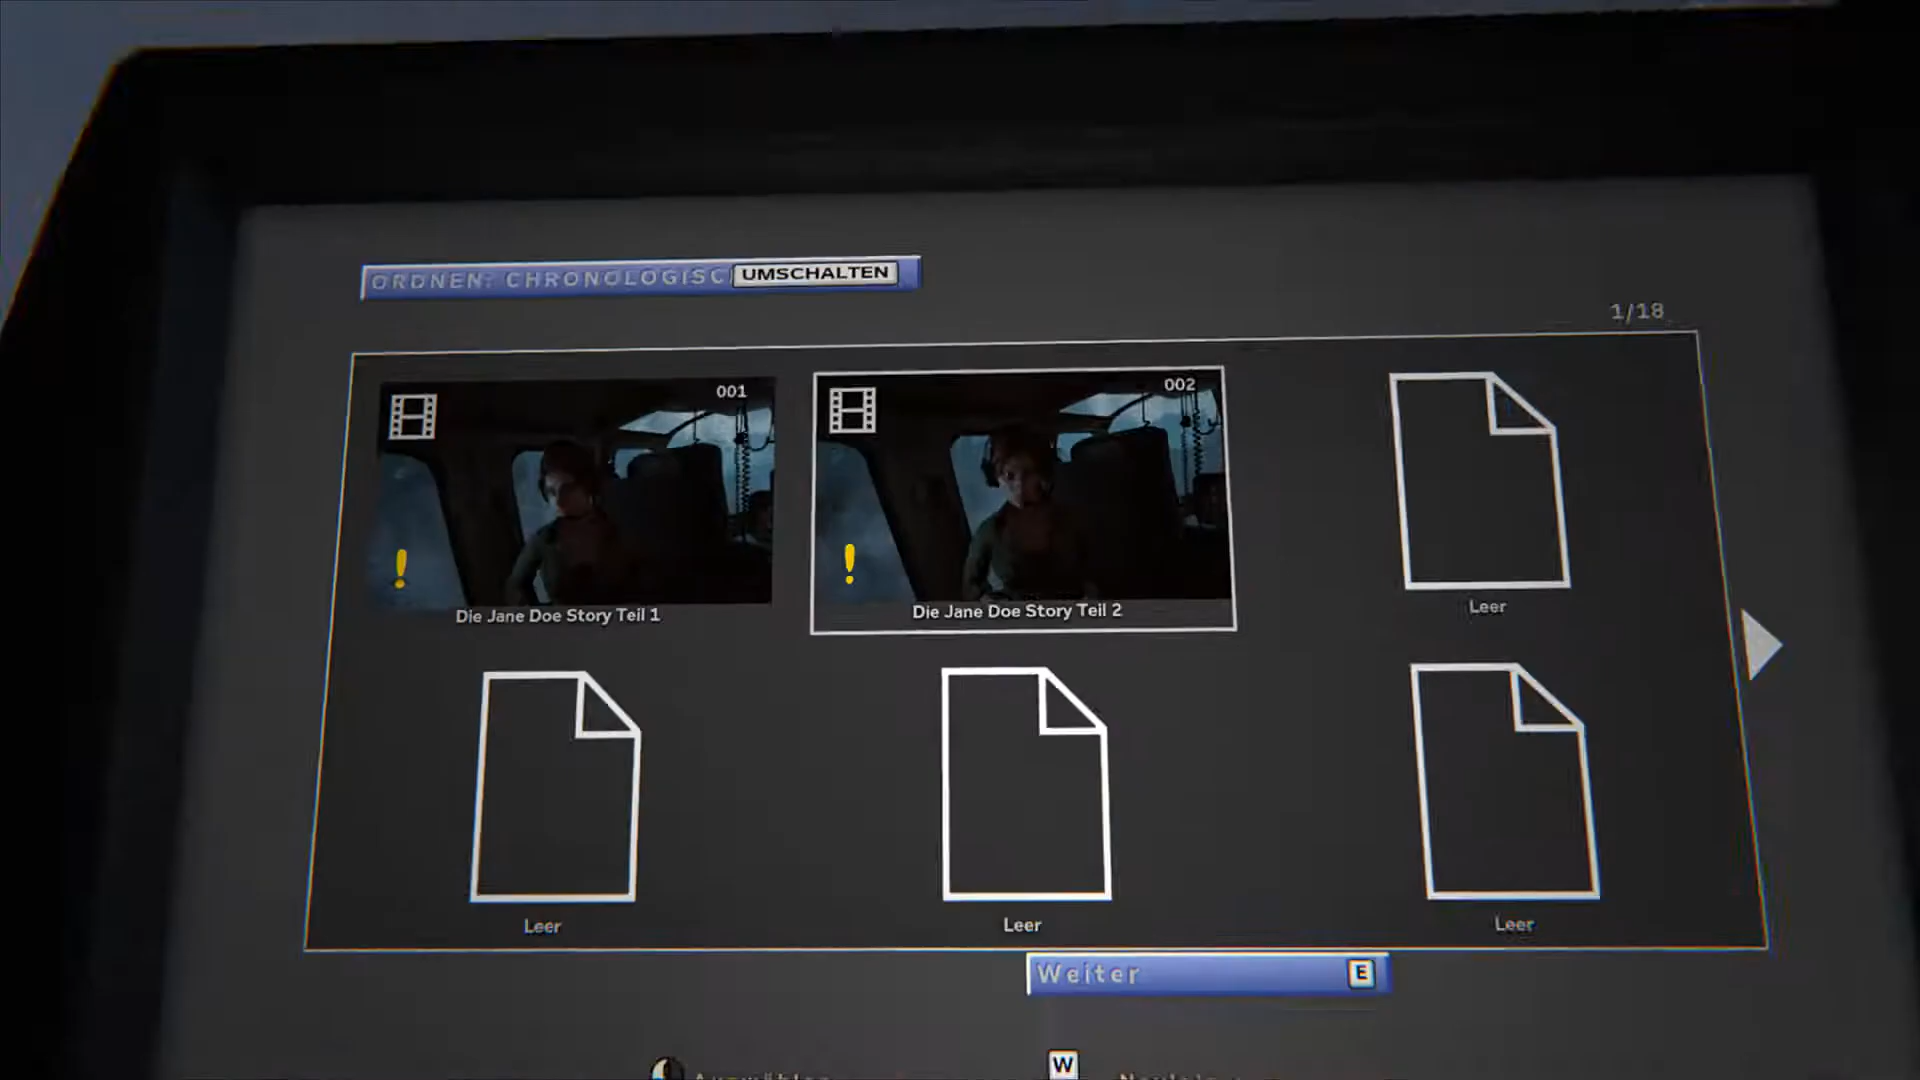 ORDNEN: CHRONOLOGISC UMSCHALTEN
1/18
001
002
Die Jane Doe Story Teil 1
Die Jane Doe Story Teil 2
Leer
Leer
Leer
Leer
Weiter E
W